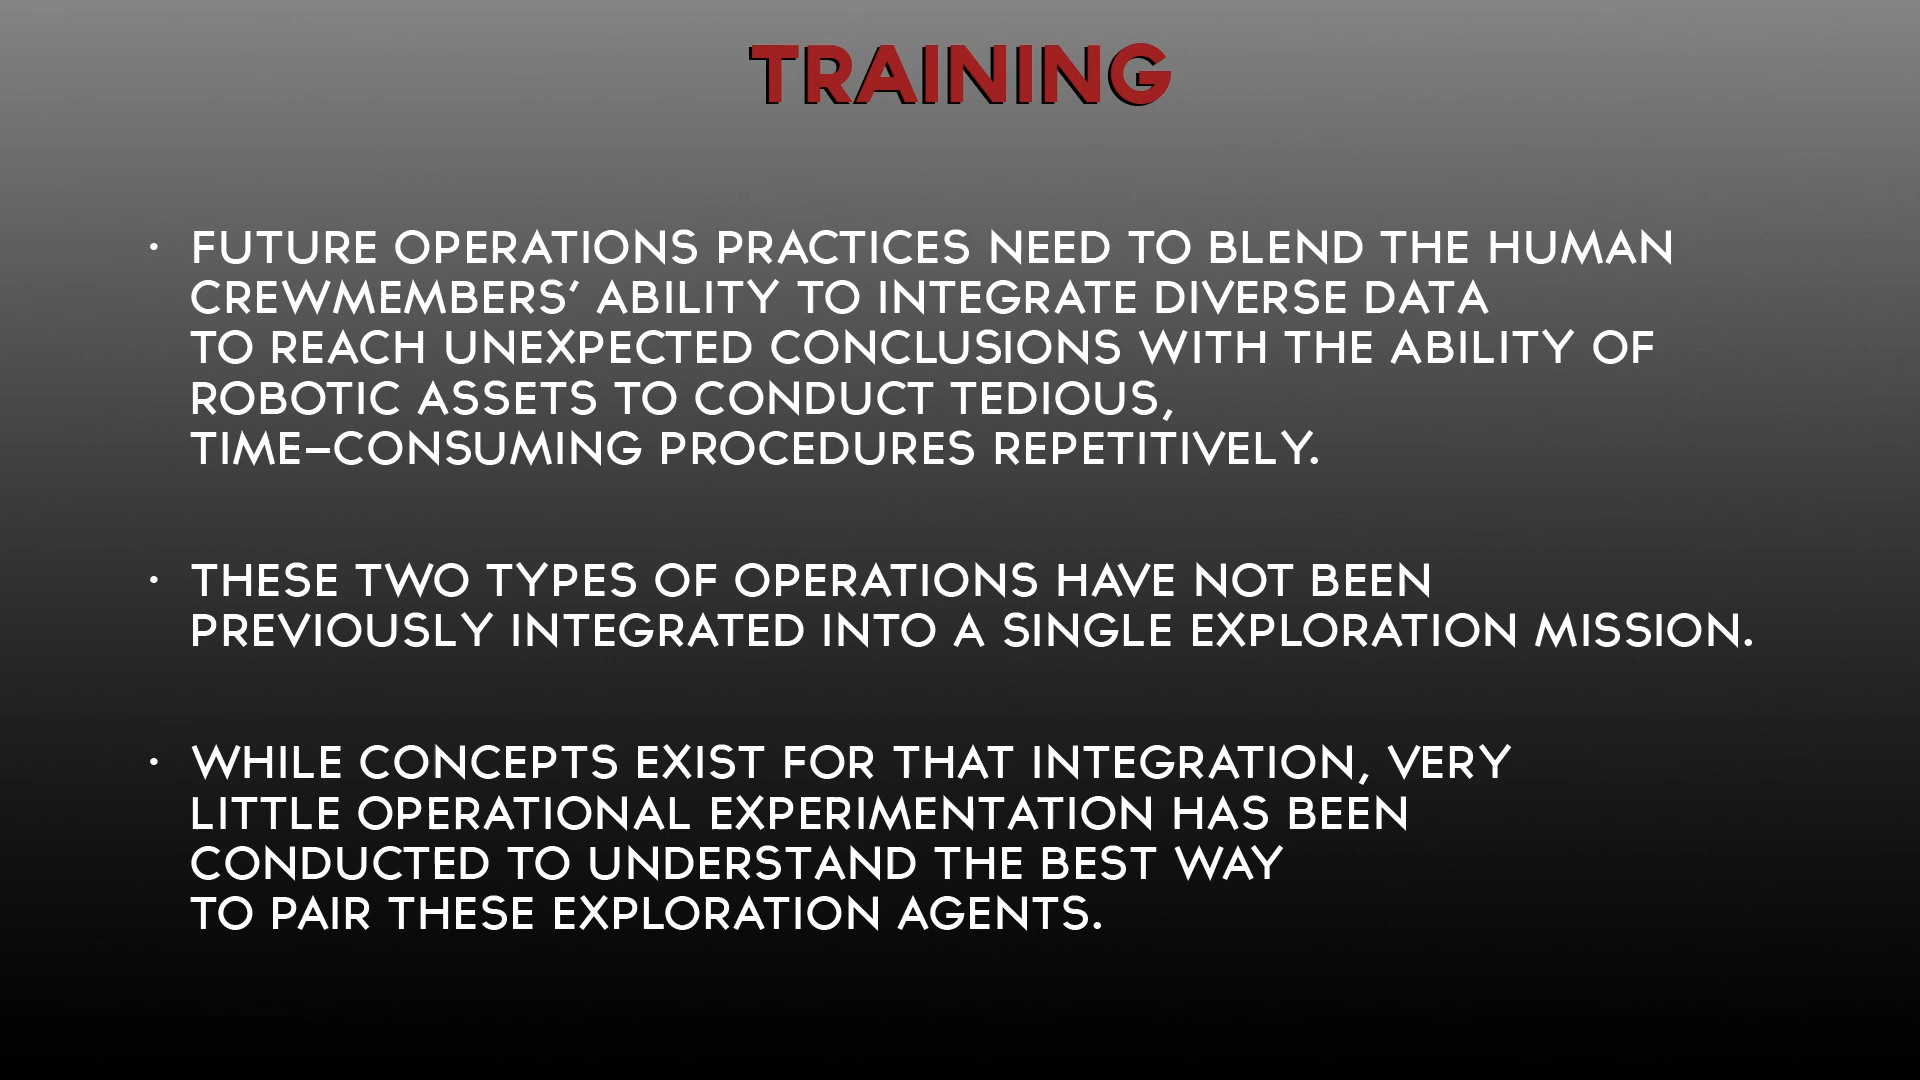 TRAINING
• FUTURE OPERATIONS PRACTICES NEED TO BLEND THE HUMAN
CREWMEMBERS’ ABILITY TO INTEGRATE DIVERSE DATA
TO REACH UNEXPECTED CONCLUSIONS WITH THE ABILITY OF
ROBOTIC ASSETS TO CONDUCT TEDIOUS,
TIME–CONSUMING PROCEDURES REPETITIVELY.
• THESE TWO TYPES OF OPERATIONS HAVE NOT BEEN
PREVIOUSLY INTEGRATED INTO A SINGLE EXPLORATION MISSION.
• WHILE CONCEPTS EXIST FOR THAT INTEGRATION, VERY
LITTLE OPERATIONAL EXPERIMENTATION HAS BEEN
CONDUCTED TO UNDERSTAND THE BEST WAY
TO PAIR THESE EXPLORATION AGENTS.